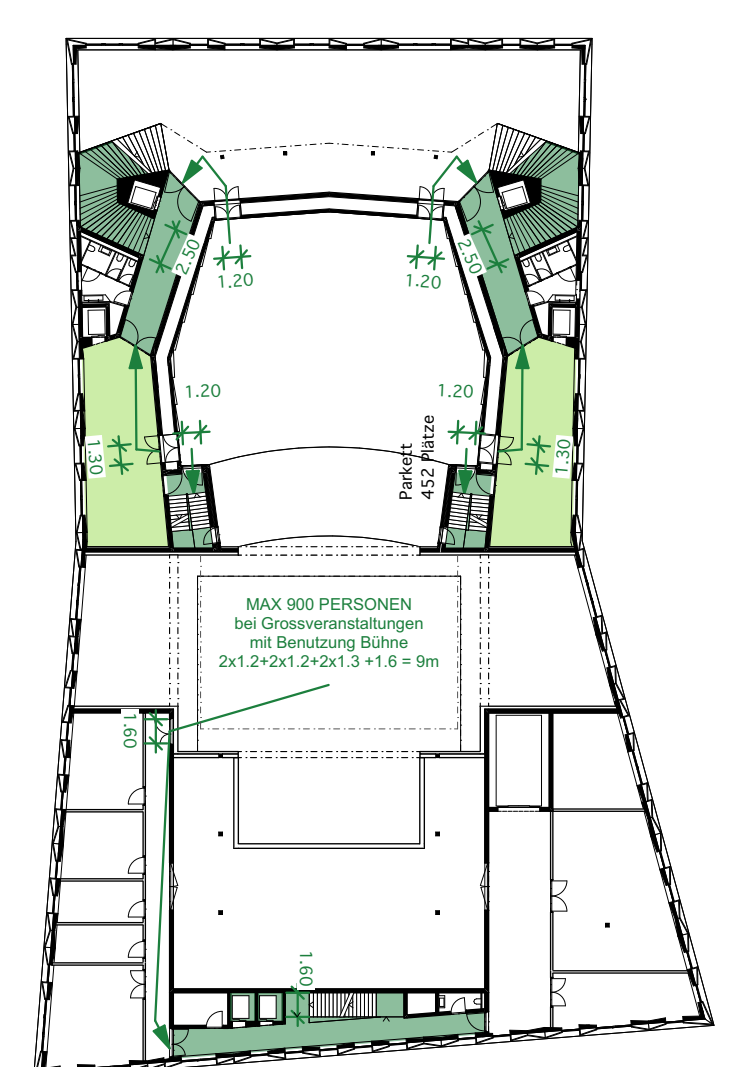 2.50
2.50
1.20
1.20
1.20
1.20
1.30
1.30
Parkett
452 Plätze
MAX 900 PERSONEN
bei Grossveranstaltungen
mit Benutzung Bühne
2x1.2+2x1.2+2x1.3 +1.6 = 9m
1.60
1.60